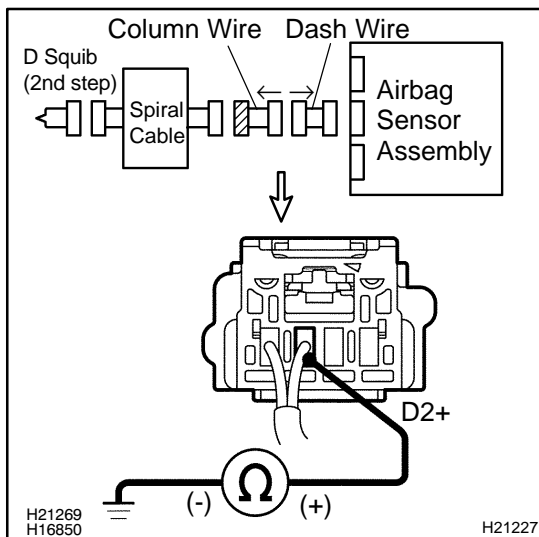 Column Wire Dash Wire
D Squib
(2nd step)
Spiral
Cable
Airbag
Sensor
Assembly
D2+
(-) Ω (+)
H21269
H16850
H21227